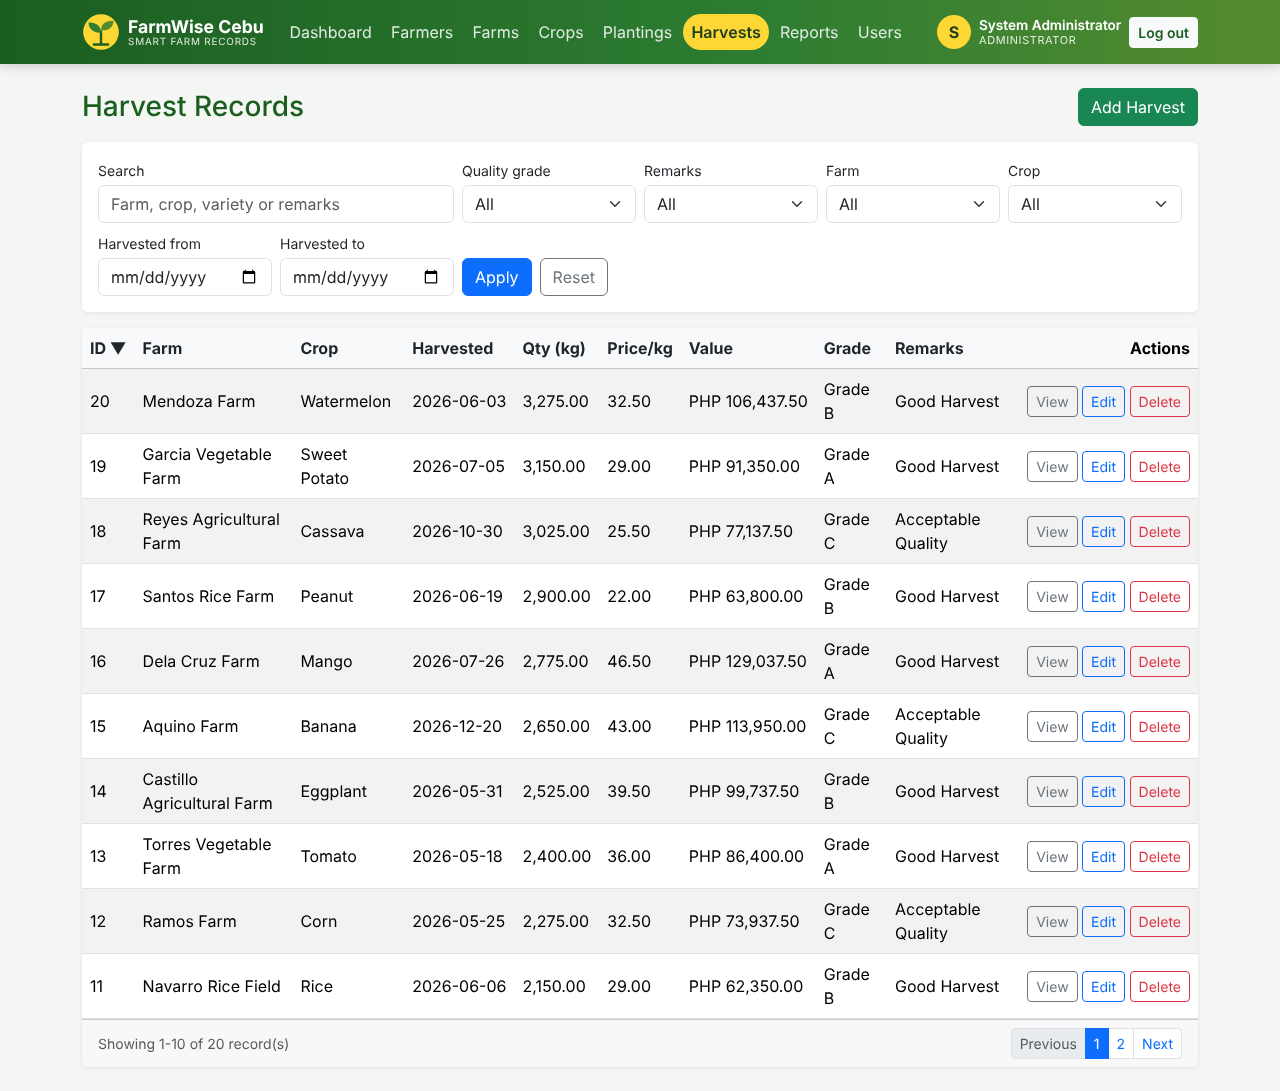 FarmWise Cebu
SMART FARM RECORDS
Dashboard Farmers Farms Crops Plantings Harvests Reports Users
S
System Administrator
ADMINISTRATOR
Log out
Harvest Records
Add Harvest
Search Quality grade Remarks Farm Crop
Farm, crop, variety or remarks All All All All
Harvested from Harvested to
mm/dd/yyyy mm/dd/yyyy Apply Reset
ID ▼ Farm Crop Harvested Qty (kg) Price/kg Value Grade Remarks Actions
20 Mendoza Farm Watermelon 2026-06-03 3,275.00 32.50 PHP 106,437.50 Grade B Good Harvest View Edit Delete
19 Garcia Vegetable Farm Sweet Potato 2026-07-05 3,150.00 29.00 PHP 91,350.00 Grade A Good Harvest View Edit Delete
18 Reyes Agricultural Farm Cassava 2026-10-30 3,025.00 25.50 PHP 77,137.50 Grade C Acceptable Quality View Edit Delete
17 Santos Rice Farm Peanut 2026-06-19 2,900.00 22.00 PHP 63,800.00 Grade B Good Harvest View Edit Delete
16 Dela Cruz Farm Mango 2026-07-26 2,775.00 46.50 PHP 129,037.50 Grade A Good Harvest View Edit Delete
15 Aquino Farm Banana 2026-12-20 2,650.00 43.00 PHP 113,950.00 Grade C Acceptable Quality View Edit Delete
14 Castillo Agricultural Farm Eggplant 2026-05-31 2,525.00 39.50 PHP 99,737.50 Grade B Good Harvest View Edit Delete
13 Torres Vegetable Farm Tomato 2026-05-18 2,400.00 36.00 PHP 86,400.00 Grade A Good Harvest View Edit Delete
12 Ramos Farm Corn 2026-05-25 2,275.00 32.50 PHP 73,937.50 Grade C Acceptable Quality View Edit Delete
11 Navarro Rice Field Rice 2026-06-06 2,150.00 29.00 PHP 62,350.00 Grade B Good Harvest View Edit Delete
Showing 1-10 of 20 record(s) Previous 1 2 Next